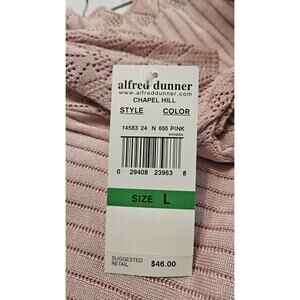 alfred dunner
www.alfreddunner.com
CHAPEL HILL
STYLE COLOR
14583 24 N 650 PINK
0 29408 23963 8
SIZE L
SUGGESTED
RETAIL $46.00